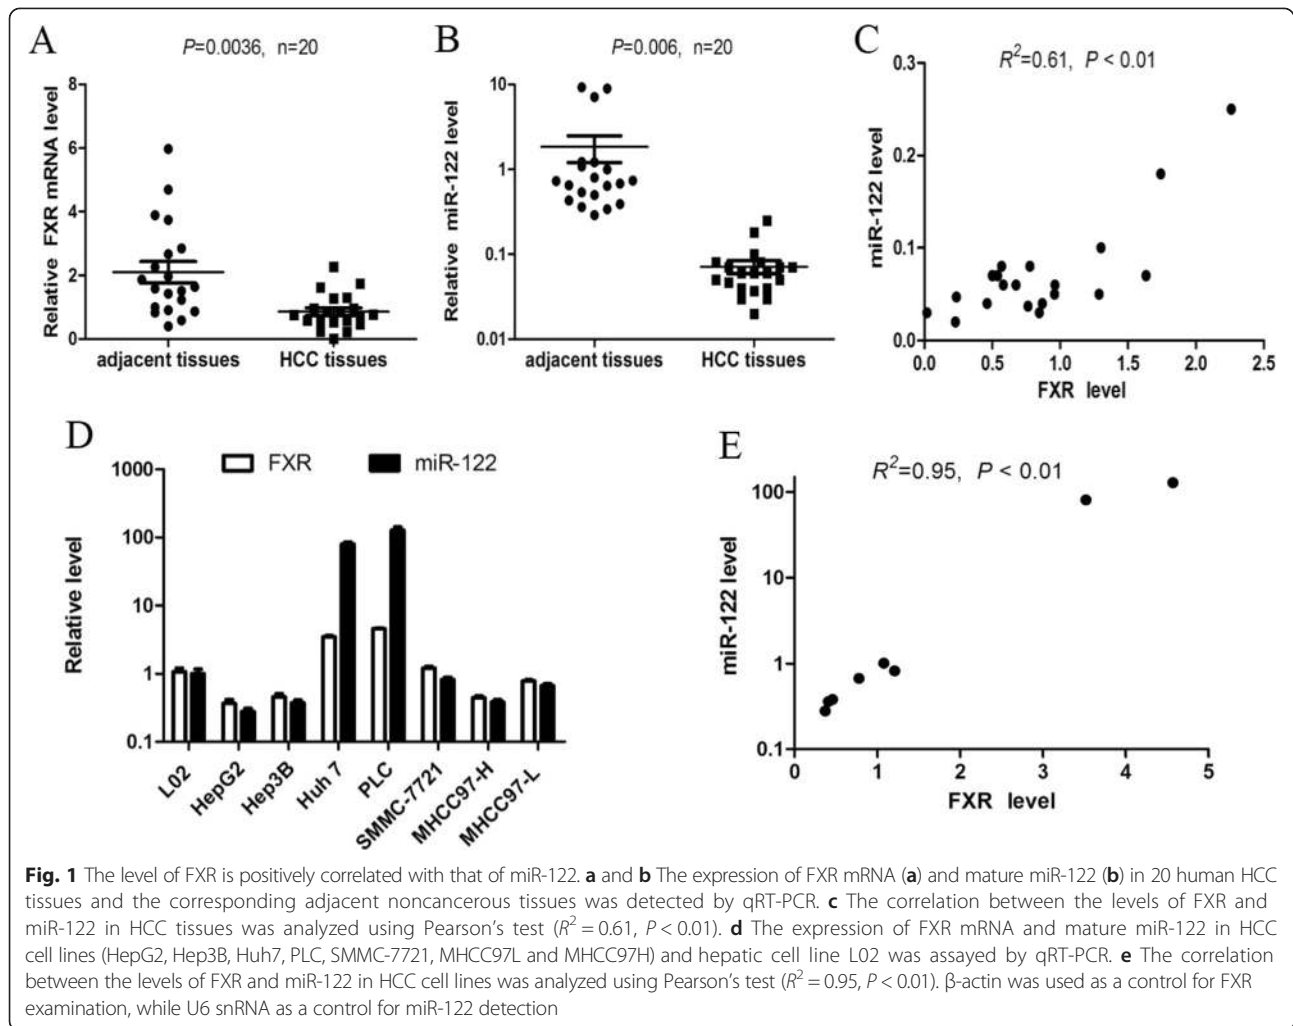 A
P=0.0036, n=20
Relative FXR mRNA level
8
6
4
2
0
adjacent tissues
HCC tissues
B
P=0.006, n=20
Relative miR-122 level
10
1
0.1
0.01
adjacent tissues
HCC tissues
C
R²=0.61, P < 0.01
miR-122 level
0.3
0.2
0.1
0.0
0.0 0.5 1.0 1.5 2.0 2.5
FXR level
D
FXR
miR-122
Relative level
1000
100
10
1
0.1
L02
HepG2
Hep3B
Huh 7
PLC
SMMC-7721
MHCC97-H
MHCC97-L
E
R²=0.95, P < 0.01
miR-122 level
100
10
1
0.1
0 1 2 3 4 5
FXR level
Fig. 1 The level of FXR is positively correlated with that of miR-122. a and b The expression of FXR mRNA (a) and mature miR-122 (b) in 20 human HCC
tissues and the corresponding adjacent noncancerous tissues was detected by qRT-PCR. c The correlation between the levels of FXR and
miR-122 in HCC tissues was analyzed using Pearson's test (R² = 0.61, P < 0.01). d The expression of FXR mRNA and mature miR-122 in HCC
cell lines (HepG2, Hep3B, Huh7, PLC, SMMC-7721, MHCC97L and MHCC97H) and hepatic cell line L02 was assayed by qRT-PCR. e The correlation
between the levels of FXR and miR-122 in HCC cell lines was analyzed using Pearson's test (R² = 0.95, P < 0.01). β-actin was used as a control for FXR
examination, while U6 snRNA as a control for miR-122 detection